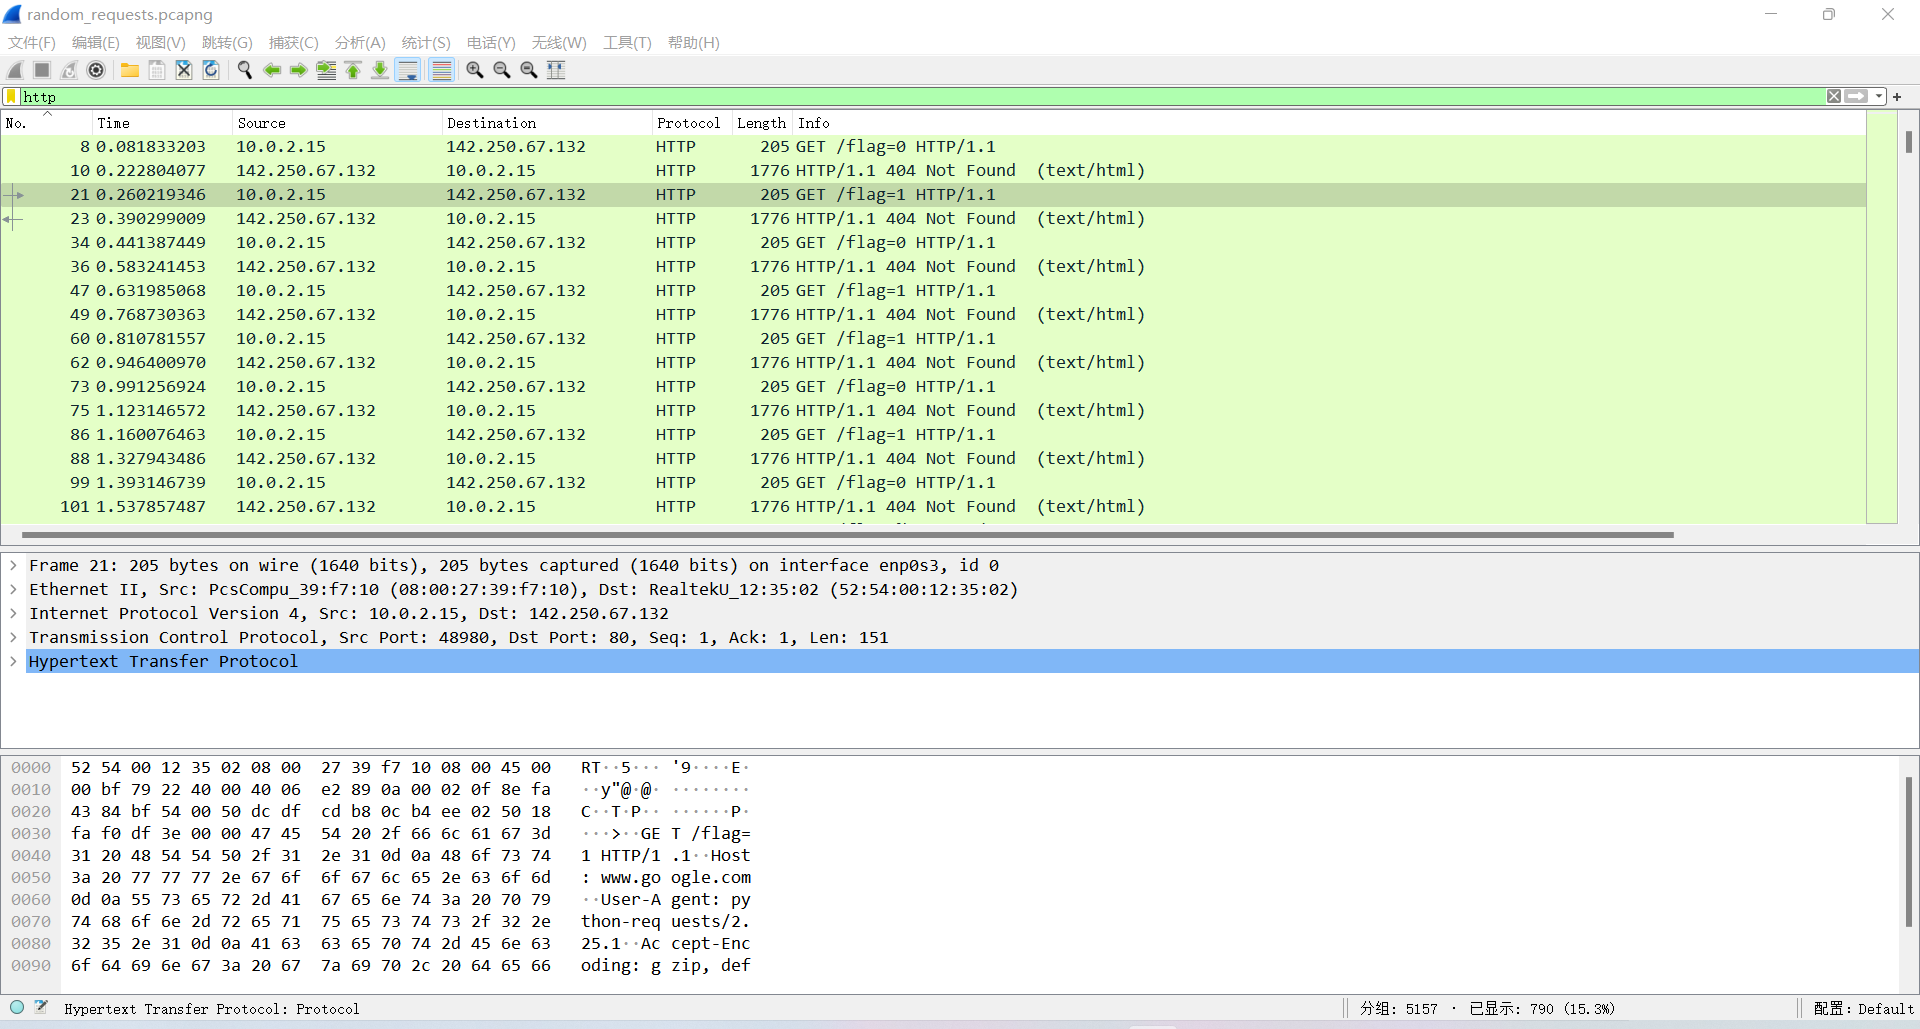 random_requests.pcapng
文件(F) 编辑(E) 视图(V) 跳转(G) 捕获(C) 分析(A) 统计(S) 电话(Y) 无线(W) 工具(T) 帮助(H)
http
No. Time Source Destination Protocol Length Info
8 0.081833203 10.0.2.15 142.250.67.132 HTTP 205 GET /flag=0 HTTP/1.1
10 0.222804077 142.250.67.132 10.0.2.15 HTTP 1776 HTTP/1.1 404 Not Found (text/html)
21 0.260219346 10.0.2.15 142.250.67.132 HTTP 205 GET /flag=1 HTTP/1.1
23 0.390299009 142.250.67.132 10.0.2.15 HTTP 1776 HTTP/1.1 404 Not Found (text/html)
34 0.441387449 10.0.2.15 142.250.67.132 HTTP 205 GET /flag=0 HTTP/1.1
36 0.583241453 142.250.67.132 10.0.2.15 HTTP 1776 HTTP/1.1 404 Not Found (text/html)
47 0.631985068 10.0.2.15 142.250.67.132 HTTP 205 GET /flag=1 HTTP/1.1
49 0.768730363 142.250.67.132 10.0.2.15 HTTP 1776 HTTP/1.1 404 Not Found (text/html)
60 0.810781557 10.0.2.15 142.250.67.132 HTTP 205 GET /flag=1 HTTP/1.1
62 0.946400970 142.250.67.132 10.0.2.15 HTTP 1776 HTTP/1.1 404 Not Found (text/html)
73 0.991256924 10.0.2.15 142.250.67.132 HTTP 205 GET /flag=0 HTTP/1.1
75 1.123146572 142.250.67.132 10.0.2.15 HTTP 1776 HTTP/1.1 404 Not Found (text/html)
86 1.160076463 10.0.2.15 142.250.67.132 HTTP 205 GET /flag=1 HTTP/1.1
88 1.327943486 142.250.67.132 10.0.2.15 HTTP 1776 HTTP/1.1 404 Not Found (text/html)
99 1.393146739 10.0.2.15 142.250.67.132 HTTP 205 GET /flag=0 HTTP/1.1
101 1.537857487 142.250.67.132 10.0.2.15 HTTP 1776 HTTP/1.1 404 Not Found (text/html)
Frame 21: 205 bytes on wire (1640 bits), 205 bytes captured (1640 bits) on interface enp0s3, id 0
Ethernet II, Src: PcsCompu_39:f7:10 (08:00:27:39:f7:10), Dst: RealtekU_12:35:02 (52:54:00:12:35:02)
Internet Protocol Version 4, Src: 10.0.2.15, Dst: 142.250.67.132
Transmission Control Protocol, Src Port: 48980, Dst Port: 80, Seq: 1, Ack: 1, Len: 151
Hypertext Transfer Protocol
0000 52 54 00 12 35 02 08 00 27 39 f7 10 08 00 45 00 RT··5··· '9····E·
0010 00 bf 79 22 40 00 40 06 e2 89 0a 00 02 0f 8e fa ··y"@·@· ········
0020 43 84 bf 54 00 50 dc df cd b8 0c b4 ee 02 50 18 C··T·P·· ······P·
0030 fa f0 df 3e 00 00 47 45 54 20 2f 66 6c 61 67 3d ···>··GE T /flag=
0040 31 20 48 54 54 50 2f 31 2e 31 0d 0a 48 6f 73 74 1 HTTP/1 .1··Host
0050 3a 20 77 77 77 2e 67 6f 6f 67 6c 65 2e 63 6f 6d : www.go ogle.com
0060 0d 0a 55 73 65 72 2d 41 67 65 6e 74 3a 20 70 79 ··User-A gent: py
0070 74 68 6f 6e 2d 72 65 71 75 65 73 74 73 2f 32 2e thon-req uests/2.
0080 32 35 2e 31 0d 0a 41 63 63 65 70 74 2d 45 6e 63 25.1··Ac cept-Enc
0090 6f 64 69 6e 67 3a 20 67 7a 69 70 2c 20 64 65 66 oding: g zip, def
Hypertext Transfer Protocol: Protocol 分组: 5157 · 已显示: 790 (15.3%) 配置: Default